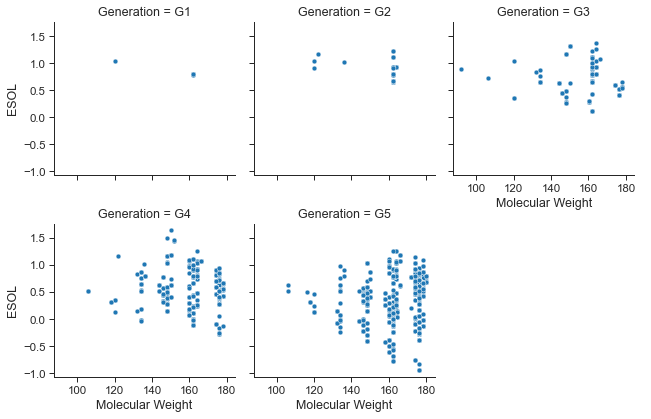 Generation = G1
Generation = G2
Generation = G3
1.5
1.0
0.5
0.0
−0.5
−1.0
ESOL
100 120 140 160 180
Molecular Weight
Generation = G4
Generation = G5
1.5
1.0
0.5
0.0
−0.5
−1.0
ESOL
100 120 140 160 180
100 120 140 160 180
Molecular Weight
Molecular Weight